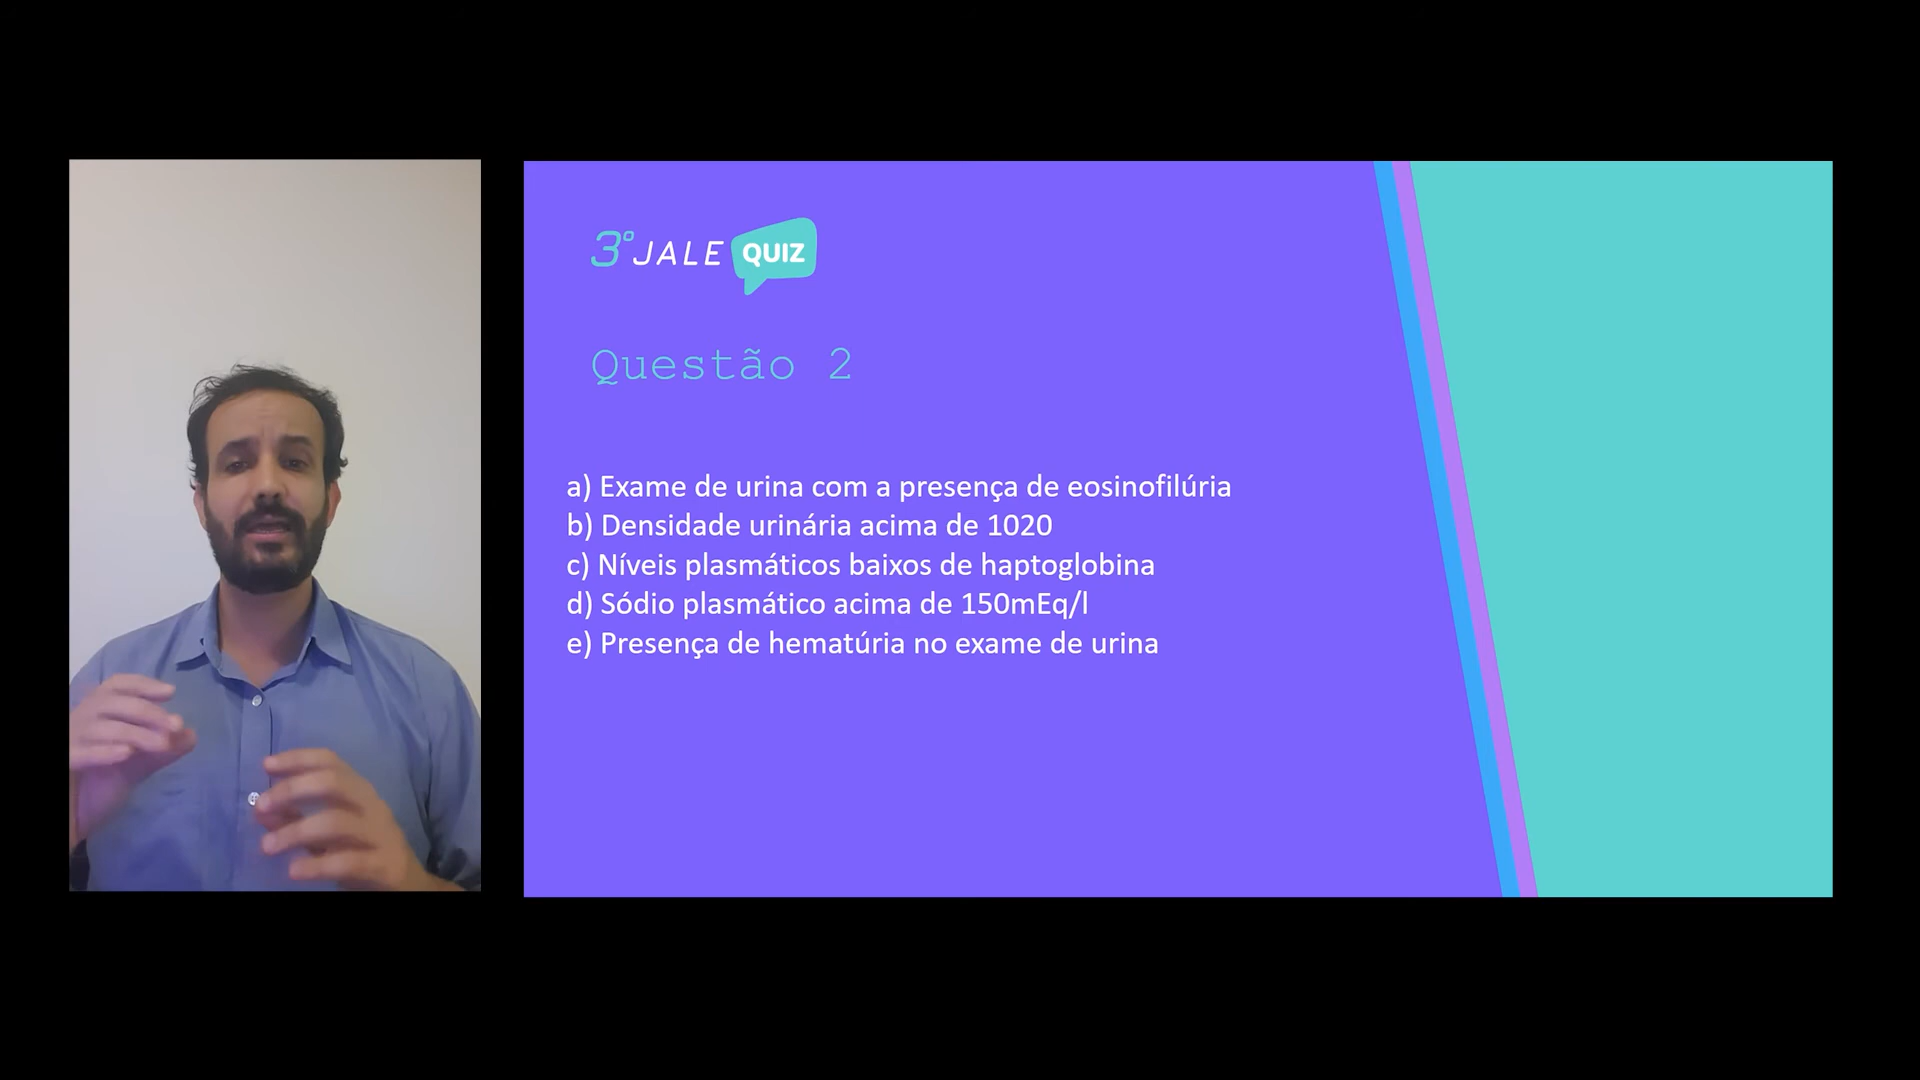 3º JALE QUIZ
Questão 2
a) Exame de urina com a presença de eosinofilúria
b) Densidade urinária acima de 1020
c) Níveis plasmáticos baixos de haptoglobina
d) Sódio plasmático acima de 150mEq/l
e) Presença de hematúria no exame de urina